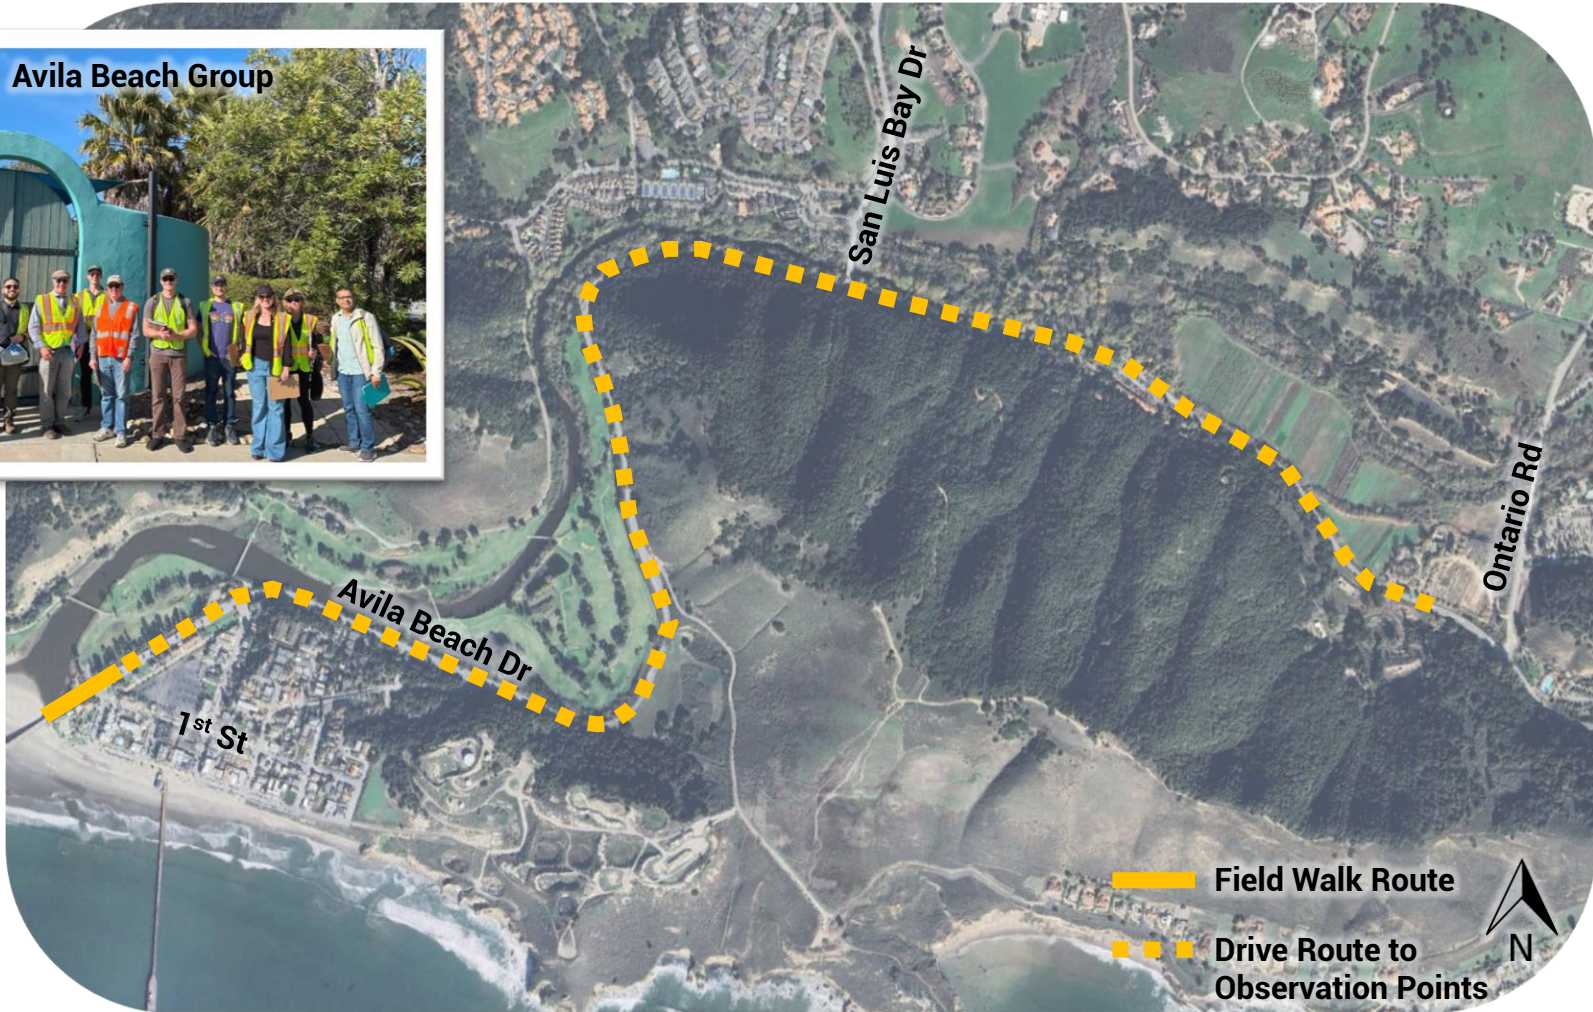 Avila Beach Group
San Luis Bay Dr
Ontario Rd
Avila Beach Dr
1st St
Field Walk Route
Drive Route to
Observation Points
N